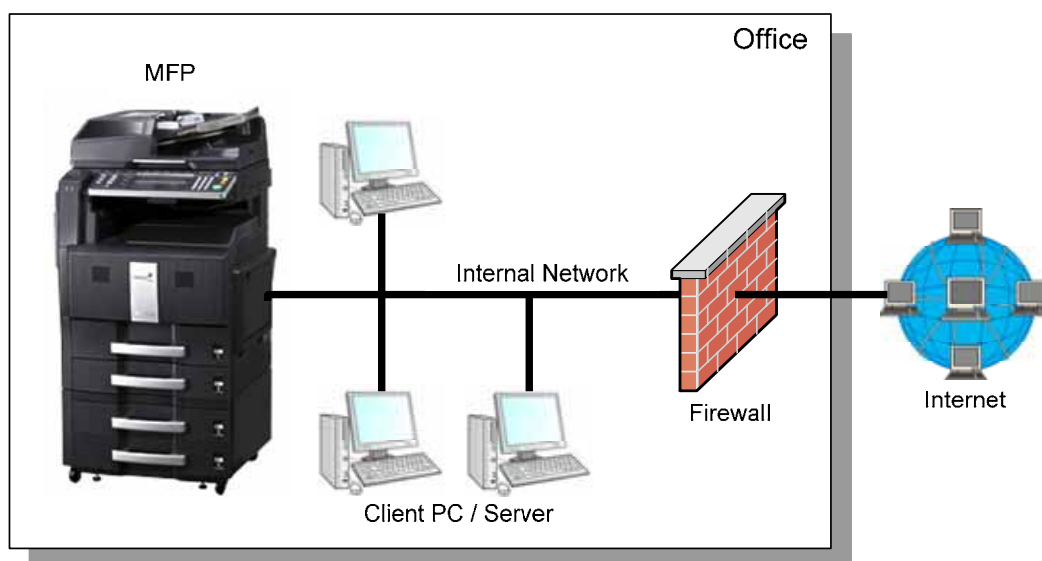 Office
MFP
Internal Network
Firewall
Internet
Client PC / Server